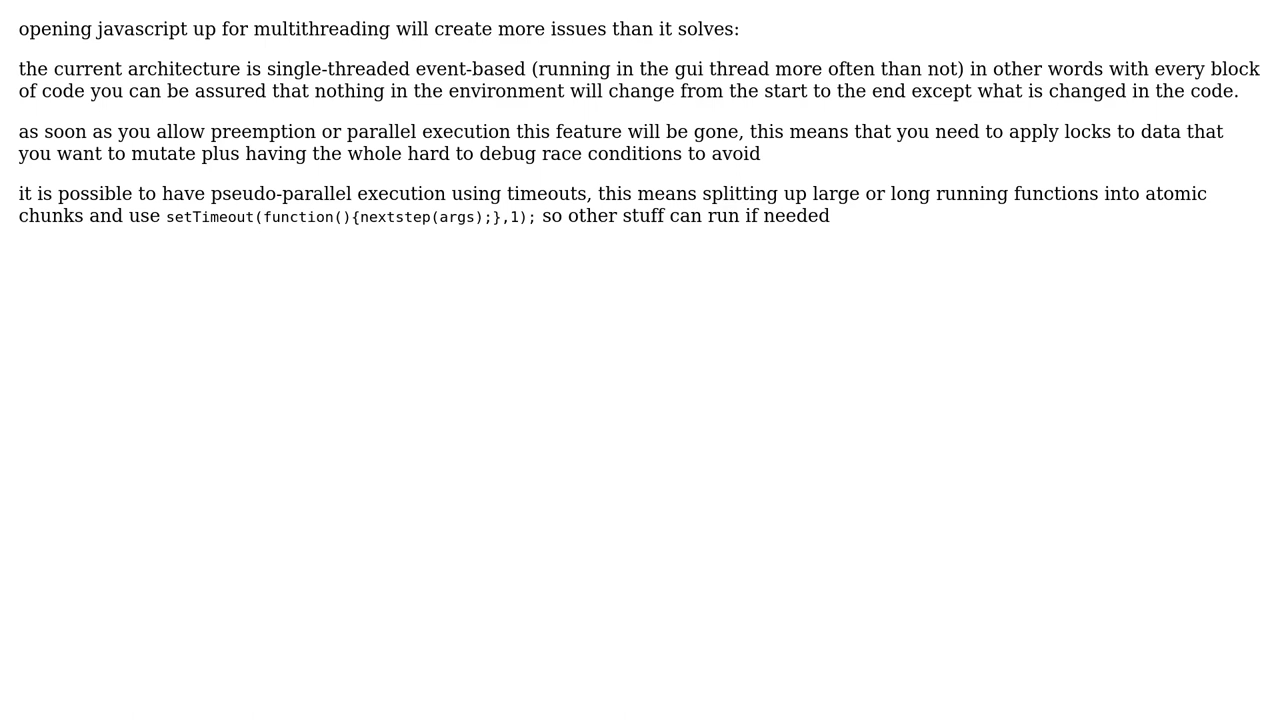 opening javascript up for multithreading will create more issues than it solves:
the current architecture is single-threaded event-based (running in the gui thread more often than not) in other words with every block
of code you can be assured that nothing in the environment will change from the start to the end except what is changed in the code.
as soon as you allow preemption or parallel execution this feature will be gone, this means that you need to apply locks to data that
you want to mutate plus having the whole hard to debug race conditions to avoid
it is possible to have pseudo-parallel execution using timeouts, this means splitting up large or long running functions into atomic
chunks and use setTimeout(function(){nextstep(args);},1); so other stuff can run if needed